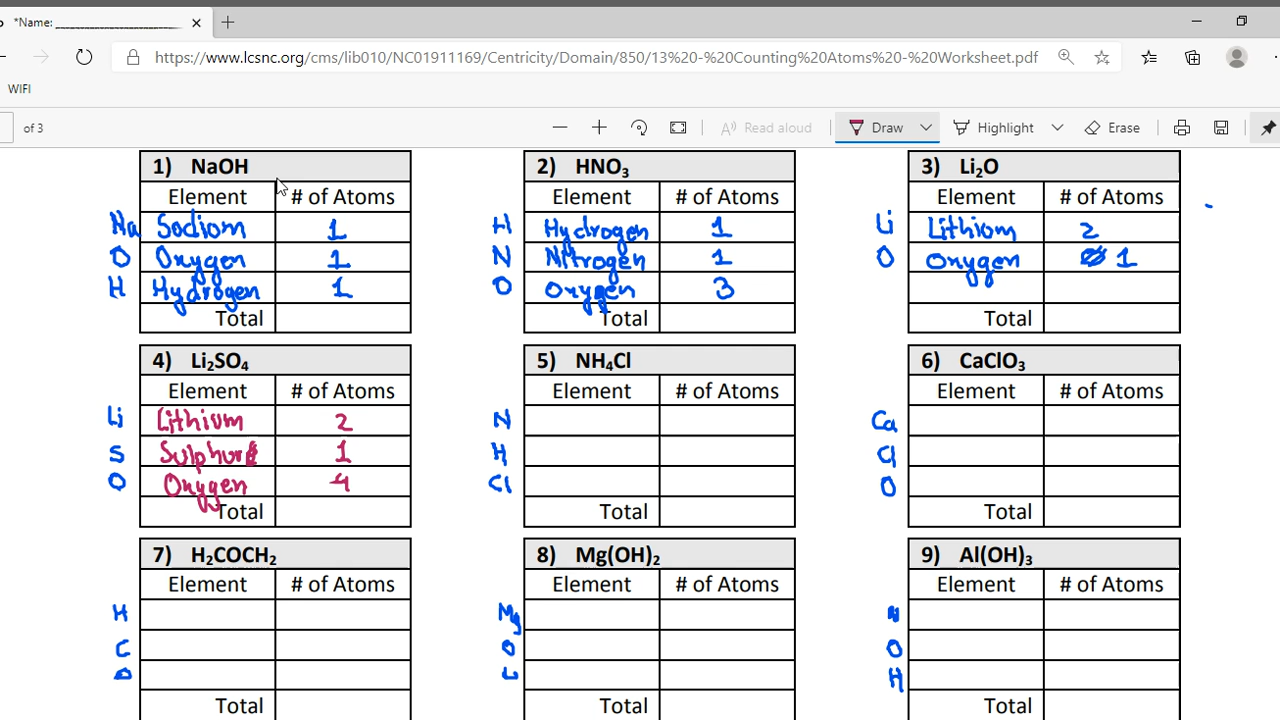 *Name: ____________________
https://www.lcsnc.org/cms/lib010/NC01911169/Centricity/Domain/850/13%20-%20Counting%20Atoms%20-%20Worksheet.pdf
WIFI
of 3 Read aloud Draw Highlight Erase
1) NaOH
Element # of Atoms
Na Sodiom 1
O Oxygen 1
H Hydrogen 1
Total
2) HNO₃
Element # of Atoms
H Hydrogen 1
N Nitrogen 1
O Oxygen 3
Total
3) Li₂O
Element # of Atoms
Li Lithiom 2
O Oxygen 1
Total
4) Li₂SO₄
Element # of Atoms
Li Lithium 2
S Sulphur 1
O Oxygen 4
Total
5) NH₄Cl
Element # of Atoms
N
H
Cl
Total
6) CaClO₃
Element # of Atoms
Ca
Cl
O
Total
7) H₂COCH₂
Element # of Atoms
H
C
O
Total
8) Mg(OH)₂
Element # of Atoms
Mg
O
Total
9) Al(OH)₃
Element # of Atoms
O
H
Total